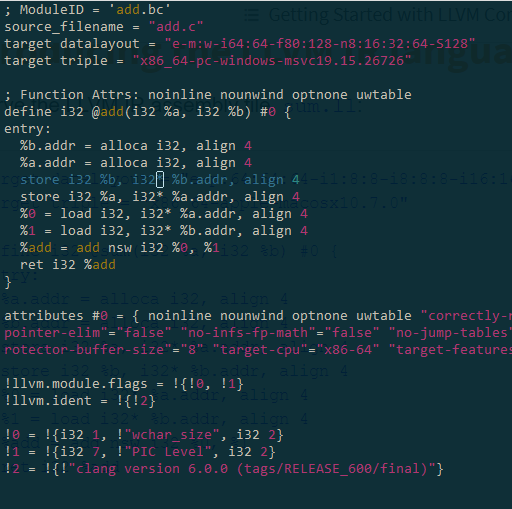 ; ModuleID = 'add.bc'
source_filename = "add.c"
target datalayout = "e-m:w-i64:64-f80:128-n8:16:32:64-S128"
target triple = "x86_64-pc-windows-msvc19.15.26726"

; Function Attrs: noinline nounwind optnone uwtable
define i32 @add(i32 %a, i32 %b) #0 {
entry:
  %b.addr = alloca i32, align 4
  %a.addr = alloca i32, align 4
  store i32 %b, i32* %b.addr, align 4
  store i32 %a, i32* %a.addr, align 4
  %0 = load i32, i32* %a.addr, align 4
  %1 = load i32, i32* %b.addr, align 4
  %add = add nsw i32 %0, %1
  ret i32 %add
}

attributes #0 = { noinline nounwind optnone uwtable "correctly-r
pointer-elim"="false" "no-infs-fp-math"="false" "no-jump-tables"
rotector-buffer-size"="8" "target-cpu"="x86-64" "target-features

!llvm.module.flags = !{!0, !1}
!llvm.ident = !{!2}

!0 = !{i32 1, !"wchar_size", i32 2}
!1 = !{i32 7, !"PIC Level", i32 2}
!2 = !{!"clang version 6.0.0 (tags/RELEASE_600/final)"}